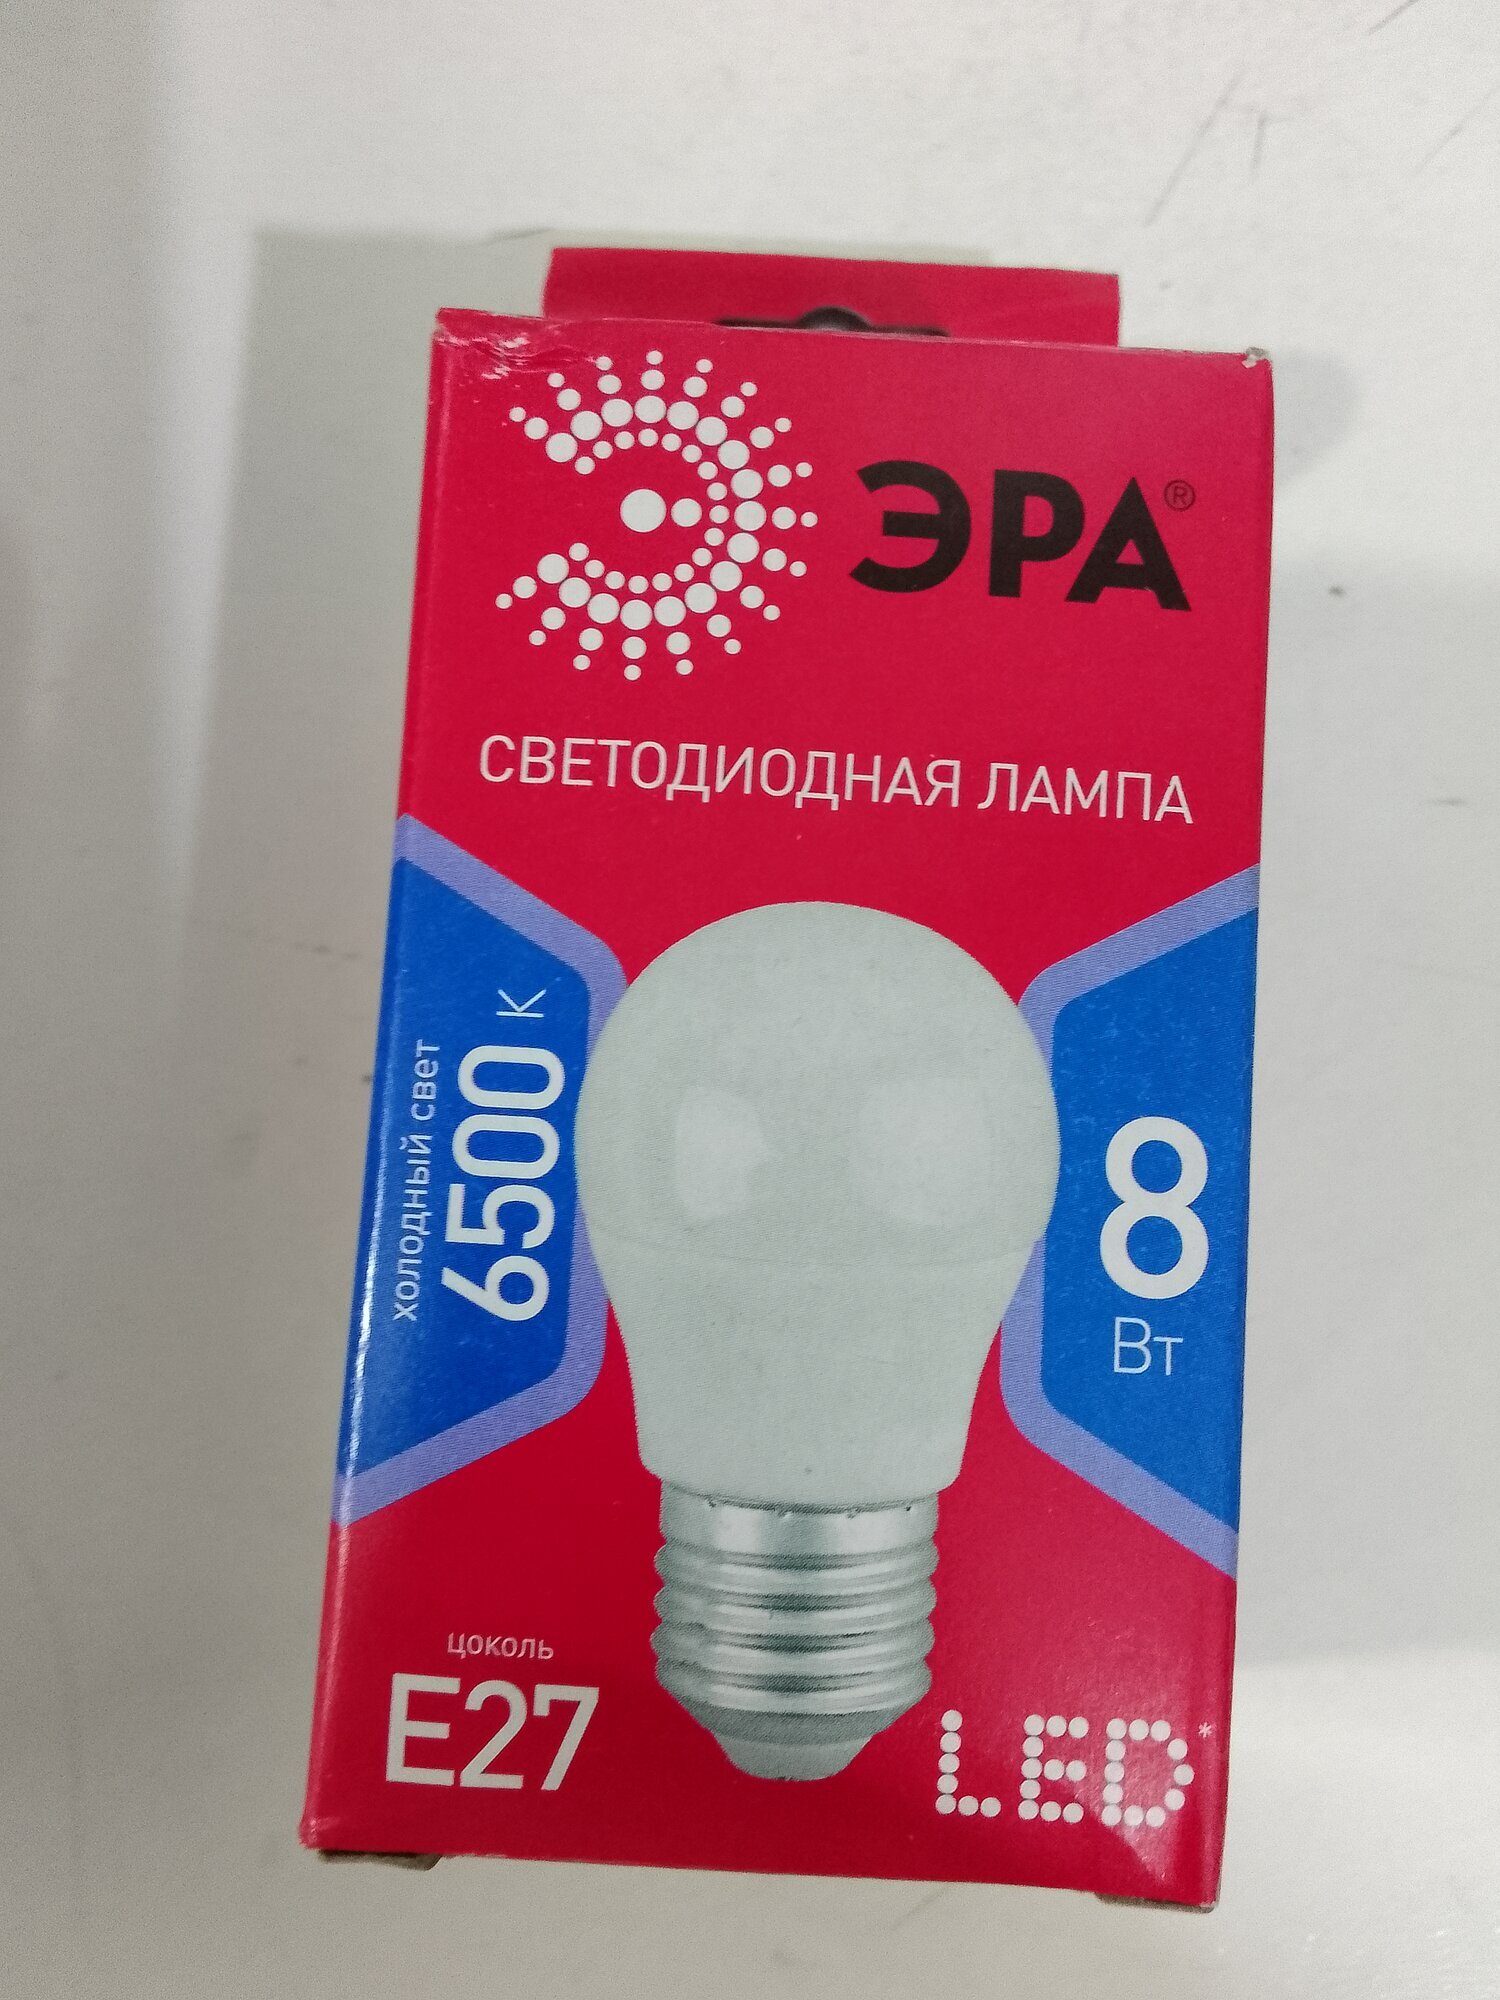 ЭРА®
СВЕТОДИОДНАЯ ЛАМПА
холодный свет
6500 К
8
Вт
цоколь
E27
LED*